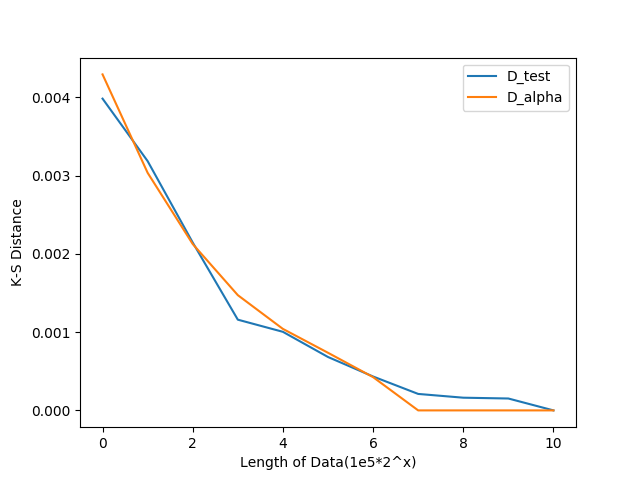 D_test
D_alpha
0.004
0.003
0.002
0.001
0.000
K-S Distance
0 2 4 6 8 10
Length of Data(1e5*2^x)